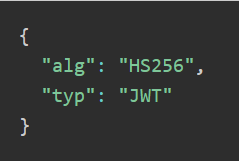 {
"alg": "HS256",
"typ": "JWT"
}